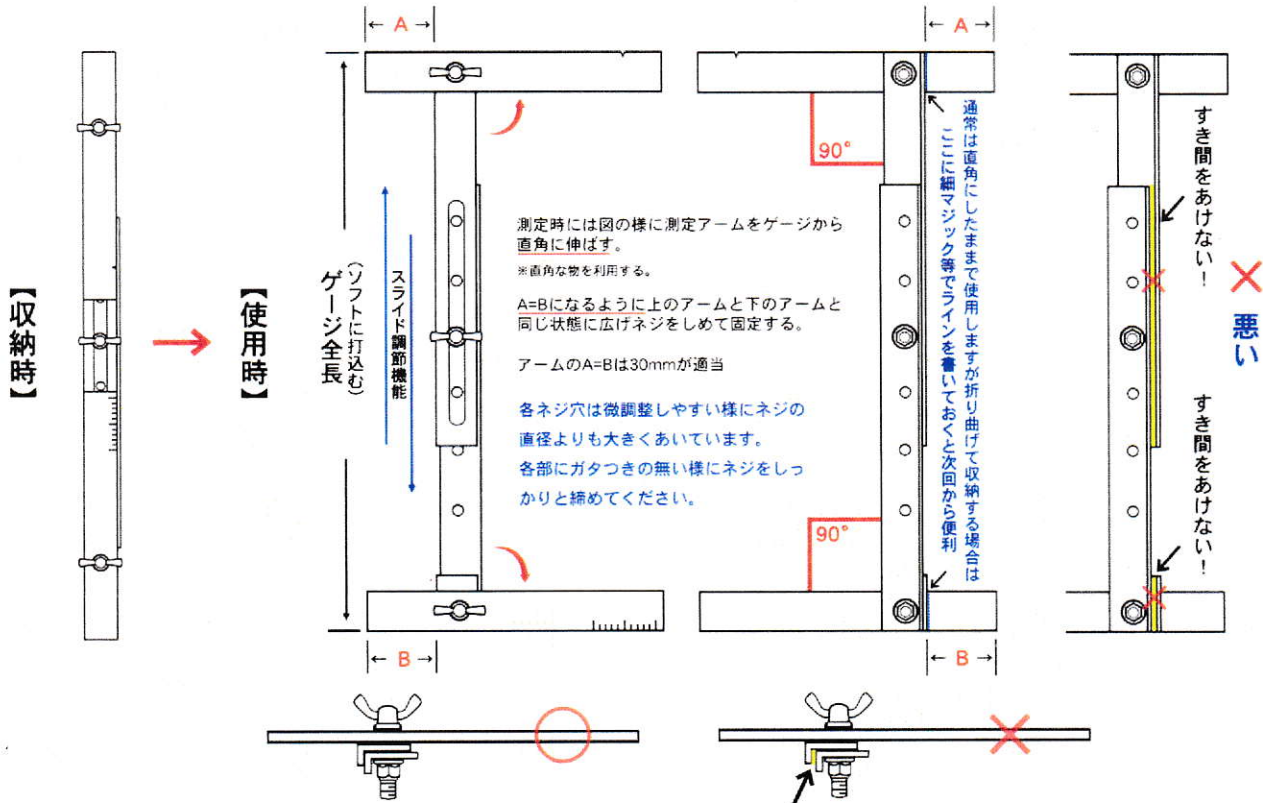 【収納時】
【使用時】
← A →
ゲージ全長
（ソフトに打込む）
スライド調節機能
測定時には図の様に測定アームをゲージから
直角に伸ばす。
※直角な物を利用する。
A=Bになるように上のアームと下のアームと
同じ状態に広げネジをしめて固定する。
アームのA=Bは30mmが適当
各ネジ穴は微調整しやすい様にネジの
直径よりも大きくあいています。
各部にガタつきの無い様にネジをしっ
かりと締めてください。
← B →
← A →
90°
90°
通常は直角にしたままで使用しますが折り曲げて収納する場合は
ここに細マジック等でラインを書いておくと次回から便利
← B →
すき間をあけない！
すき間をあけない！
× 悪い